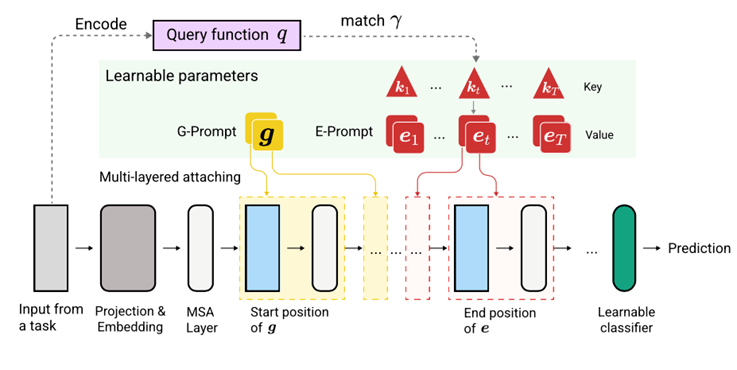 Encode
Query function q
match γ
Learnable parameters
k1 ... kt ... kT Key
G-Prompt g E-Prompt e1 ... et ... eT Value
Multi-layered attaching
... ... ...
...
Prediction
Input from
a task
Projection &
Embedding
MSA
Layer
Start position
of g
End position
of e
Learnable
classifier